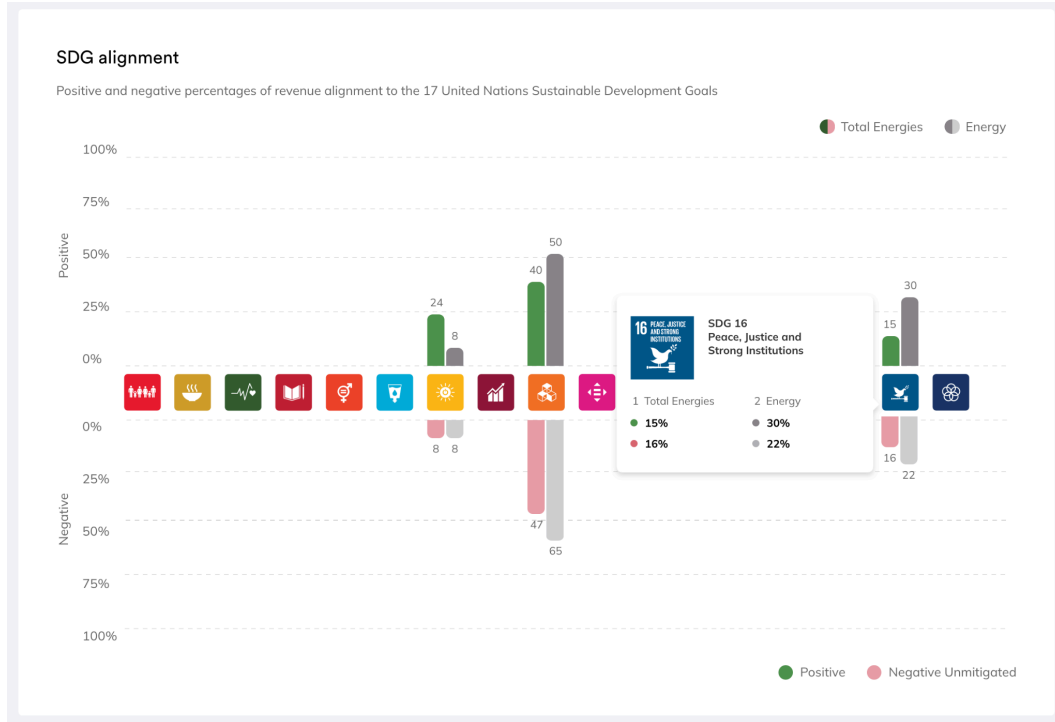 SDG alignment
Positive and negative percentages of revenue alignment to the 17 United Nations Sustainable Development Goals
Total Energies
Energy
100%
75%
50%
25%
0%
Positive
24
8
40
50
15
30
16 PEACE, JUSTICE
AND STRONG
INSTITUTIONS
SDG 16
Peace, Justice and
Strong Institutions
1 Total Energies
2 Energy
15%
30%
16%
22%
0%
25%
50%
75%
100%
Negative
8
8
47
65
16
22
Positive
Negative Unmitigated